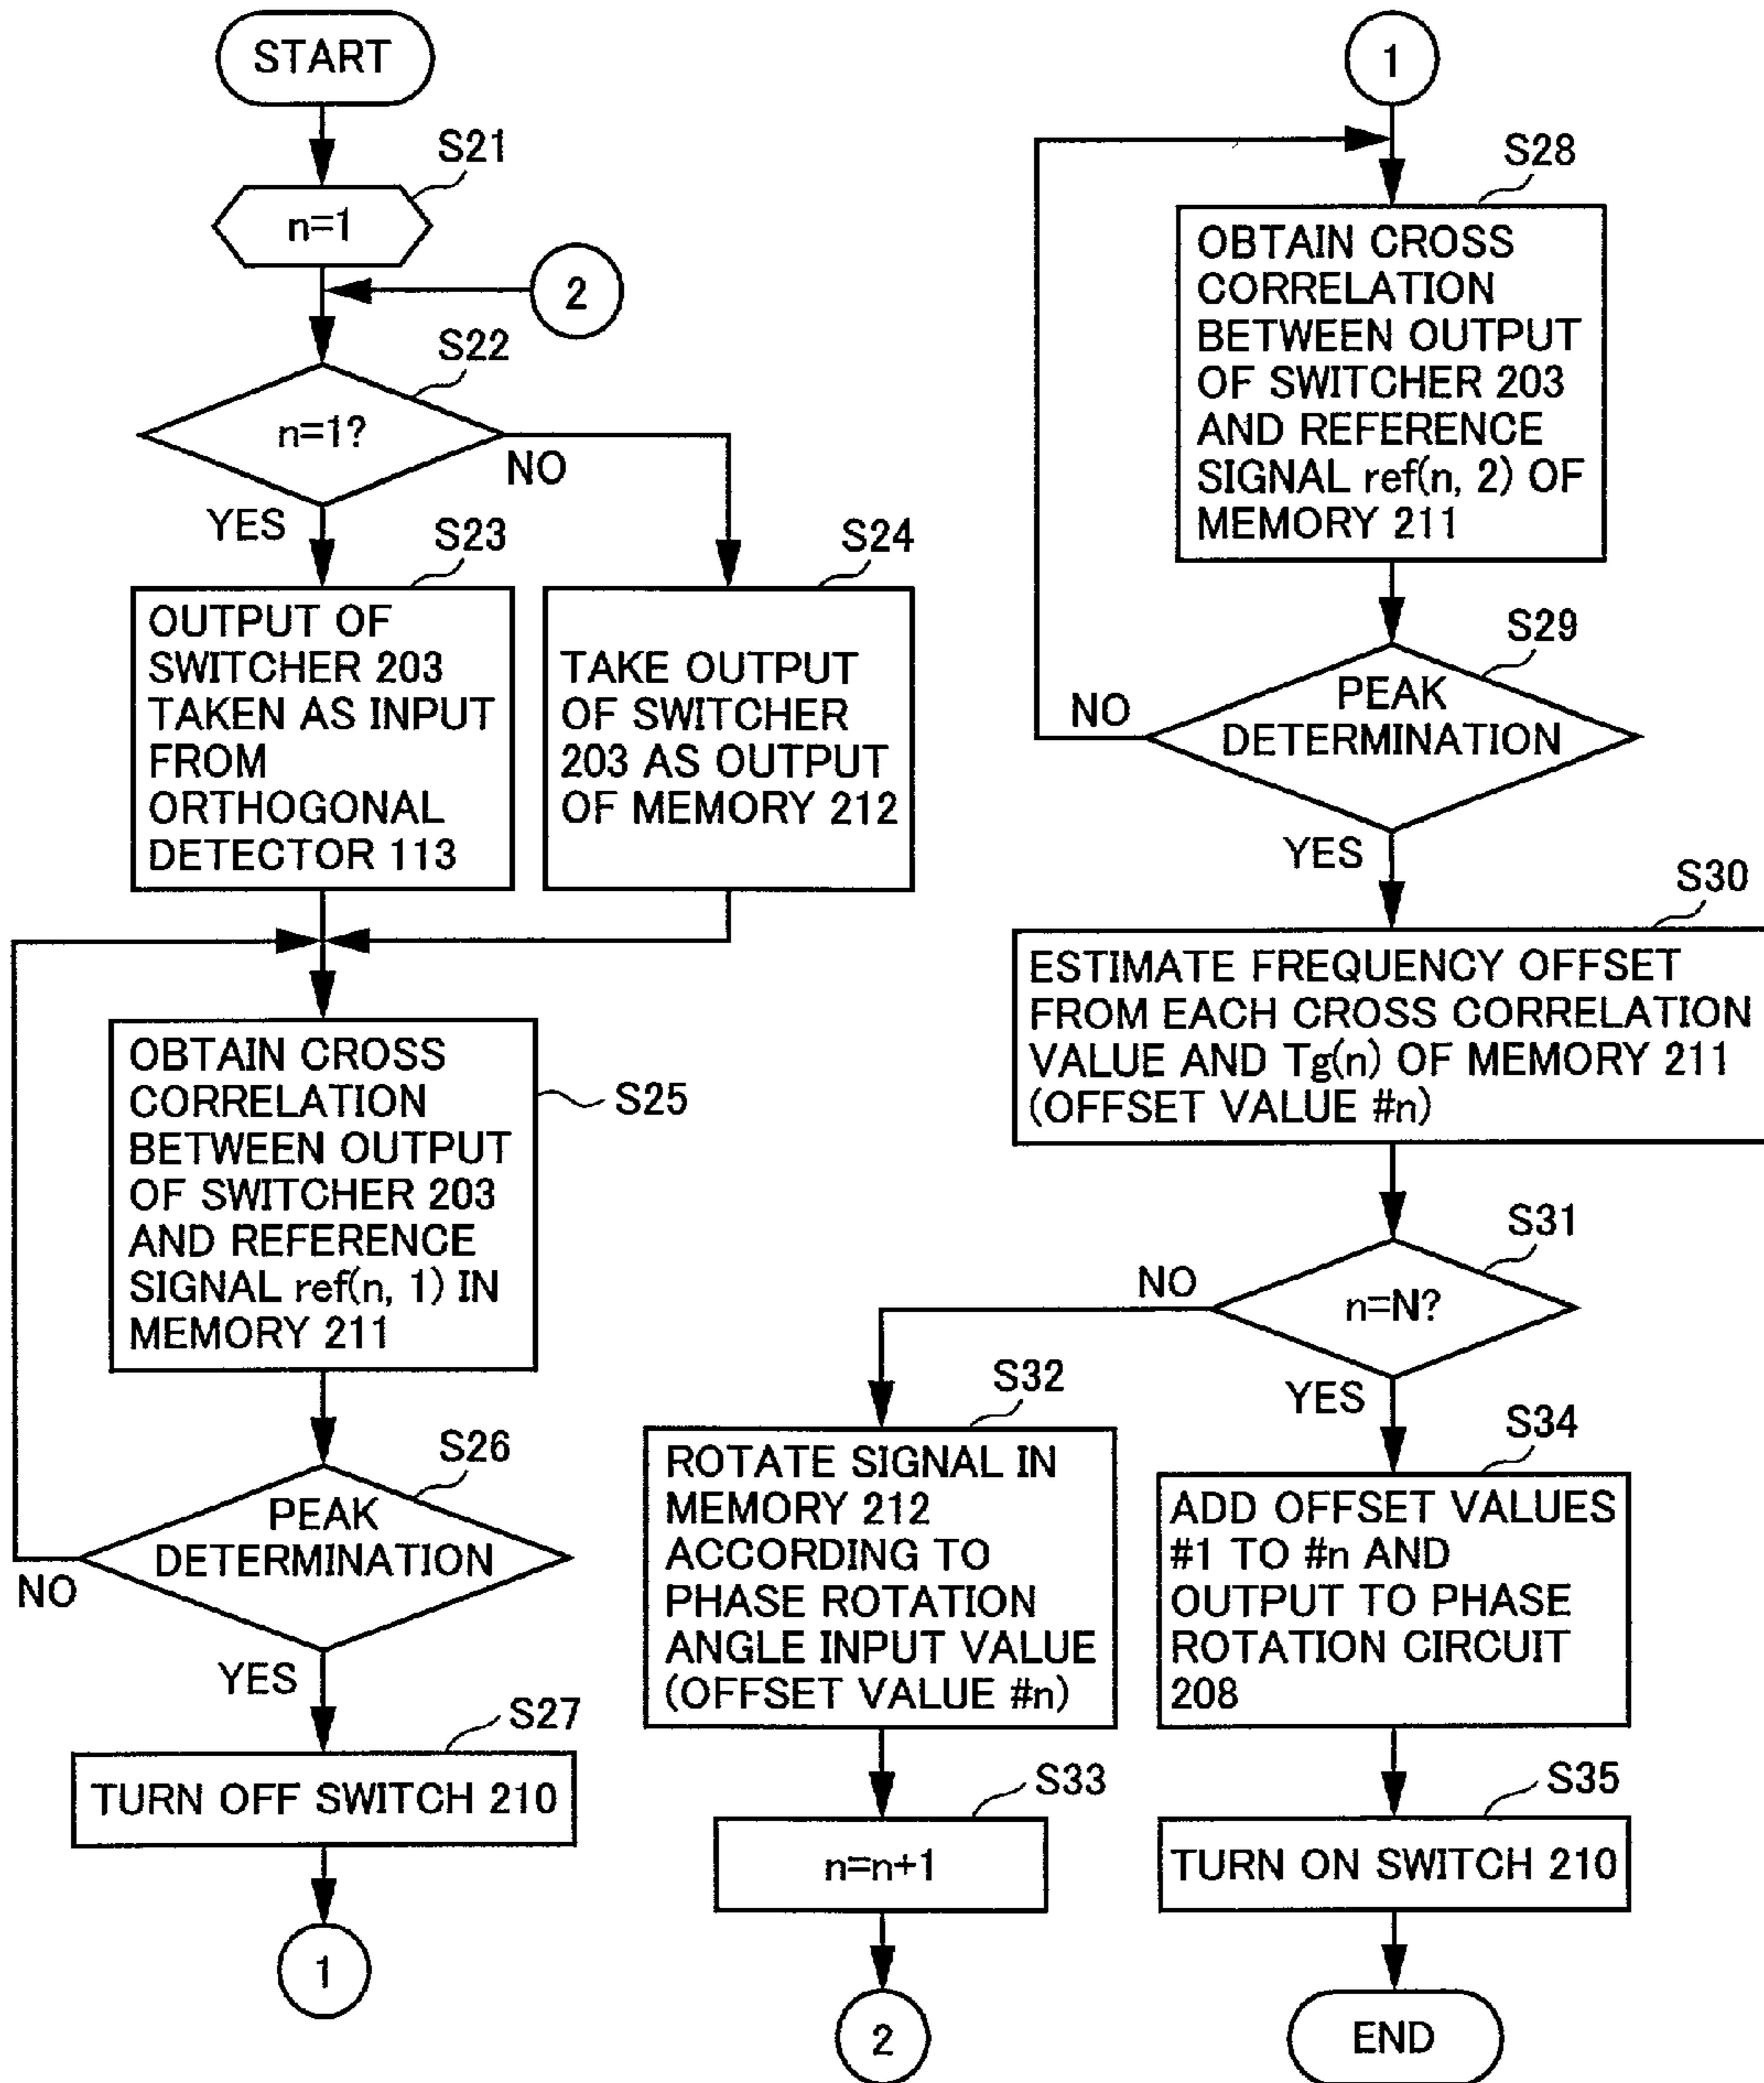 START
S21
n=1
2
S22
n=1?
NO
YES
S23
OUTPUT OF
SWITCHER 203
TAKEN AS INPUT
FROM
ORTHOGONAL
DETECTOR 113
S24
TAKE OUTPUT
OF SWITCHER
203 AS OUTPUT
OF MEMORY 212
OBTAIN CROSS
CORRELATION
BETWEEN OUTPUT
OF SWITCHER 203
AND REFERENCE
SIGNAL ref(n, 1) IN
MEMORY 211
S25
S26
PEAK
DETERMINATION
NO
YES
S27
TURN OFF SWITCH 210
1
1
S28
OBTAIN CROSS
CORRELATION
BETWEEN OUTPUT
OF SWITCHER 203
AND REFERENCE
SIGNAL ref(n, 2) OF
MEMORY 211
S29
NO
PEAK
DETERMINATION
YES
S30
ESTIMATE FREQUENCY OFFSET
FROM EACH CROSS CORRELATION
VALUE AND Tg(n) OF MEMORY 211
(OFFSET VALUE #n)
S31
NO
n=N?
YES
S32
ROTATE SIGNAL IN
MEMORY 212
ACCORDING TO
PHASE ROTATION
ANGLE INPUT VALUE
(OFFSET VALUE #n)
S33
n=n+1
2
S34
ADD OFFSET VALUES
#1 TO #n AND
OUTPUT TO PHASE
ROTATION CIRCUIT
208
S35
TURN ON SWITCH 210
END